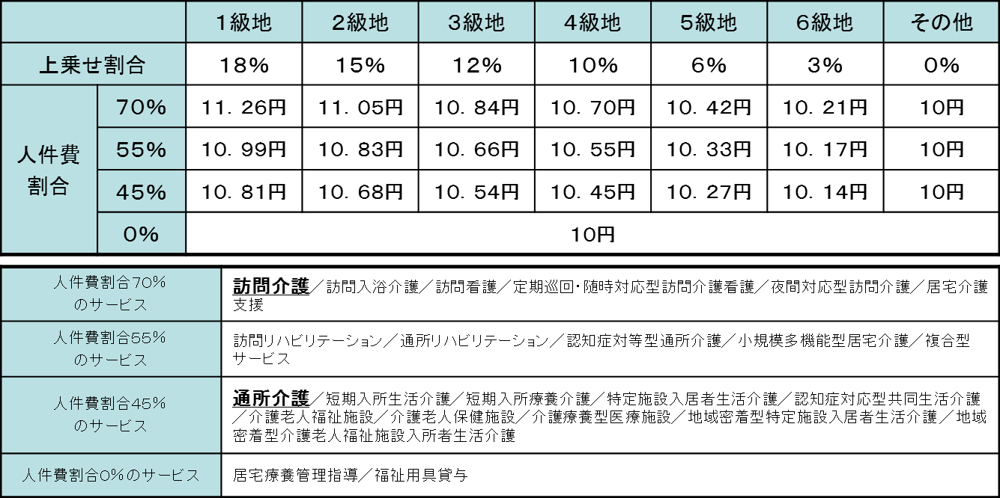 １級地 ２級地 ３級地 ４級地 ５級地 ６級地 その他
上乗せ割合 18% 15% 12% 10% 6% 3% 0%
人件費
割合
70% 11．26円 11．05円 10．84円 10．70円 10．42円 10．21円 10円
55% 10．99円 10．83円 10．66円 10．55円 10．33円 10．17円 10円
45% 10．81円 10．68円 10．54円 10．45円 10．27円 10．14円 10円
0% 10円
人件費割合70%
のサービス
訪問介護／訪問入浴介護／訪問看護／定期巡回・随時対応型訪問介護看護／夜間対応型訪問介護／居宅介護
支援
人件費割合55%
のサービス
訪問リハビリテーション／通所リハビリテーション／認知症対等型通所介護／小規模多機能型居宅介護／複合型
サービス
人件費割合45%
のサービス
通所介護／短期入所生活介護／短期入所療養介護／特定施設入居者生活介護／認知症対応型共同生活介護
／介護老人福祉施設／介護老人保健施設／介護療養型医療施設／地域密着型特定施設入居者生活介護／地域
密着型介護老人福祉施設入所者生活介護
人件費割合0%のサービス
居宅療養管理指導／福祉用具貸与